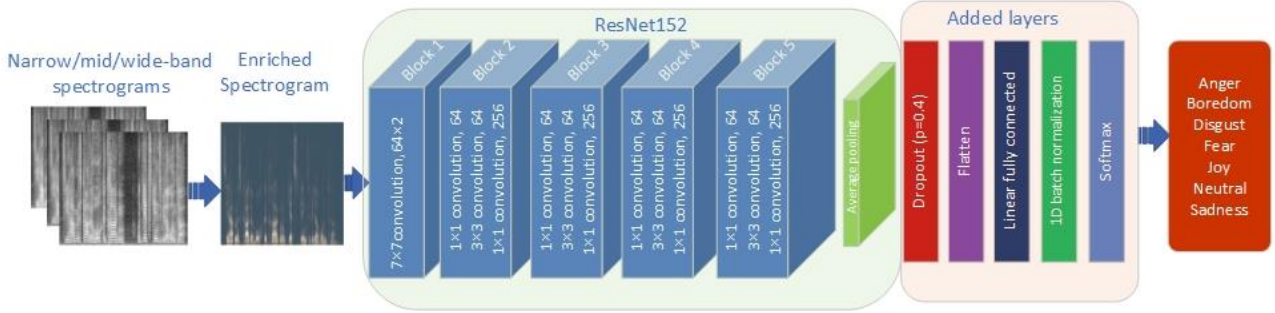 Narrow/mid/wide-band
spectrograms
Enriched
Spectrogram
ResNet152
Block 1
7×7 convolution, 64×2
Block 2
1×1 convolution, 64
3×3 convolution, 64
1×1 convolution, 256
Block 3
1×1 convolution, 64
3×3 convolution, 64
1×1 convolution, 256
Block 4
1×1 convolution, 64
3×3 convolution, 64
1×1 convolution, 256
Block 5
1×1 convolution, 64
3×3 convolution, 64
1×1 convolution, 256
Average pooling
Added layers
Dropout (p=0,4)
Flatten
Linear fully connected
1D batch normalization
Softmax
Anger
Boredom
Disgust
Fear
Joy
Neutral
Sadness